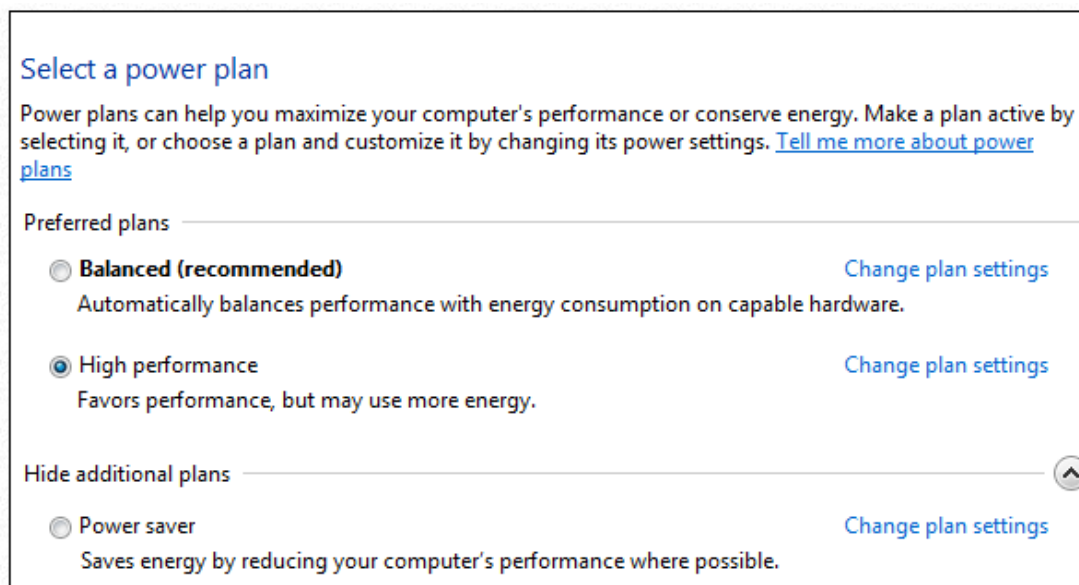 Select a power plan
Power plans can help you maximize your computer's performance or conserve energy. Make a plan active by
selecting it, or choose a plan and customize it by changing its power settings. Tell me more about power
plans
Preferred plans
Balanced (recommended) Change plan settings
Automatically balances performance with energy consumption on capable hardware.
High performance Change plan settings
Favors performance, but may use more energy.
Hide additional plans
Power saver Change plan settings
Saves energy by reducing your computer's performance where possible.